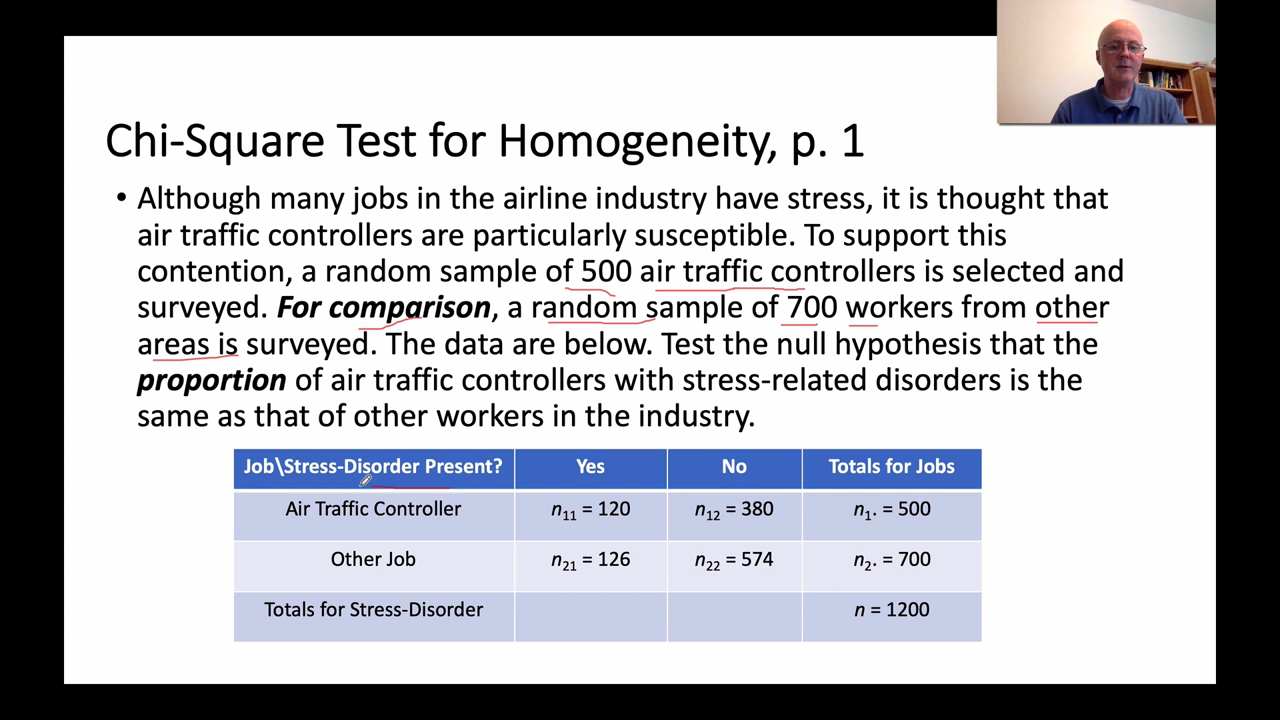 Chi-Square Test for Homogeneity, p. 1
• Although many jobs in the airline industry have stress, it is thought that
air traffic controllers are particularly susceptible. To support this
contention, a random sample of 500 air traffic controllers is selected and
surveyed. For comparison, a random sample of 700 workers from other
areas is surveyed. The data are below. Test the null hypothesis that the
proportion of air traffic controllers with stress-related disorders is the
same as that of other workers in the industry.
Job\Stress-Disorder Present? Yes No Totals for Jobs
Air Traffic Controller n₁₁ = 120 n₁₂ = 380 n₁. = 500
Other Job n₂₁ = 126 n₂₂ = 574 n₂. = 700
Totals for Stress-Disorder n = 1200